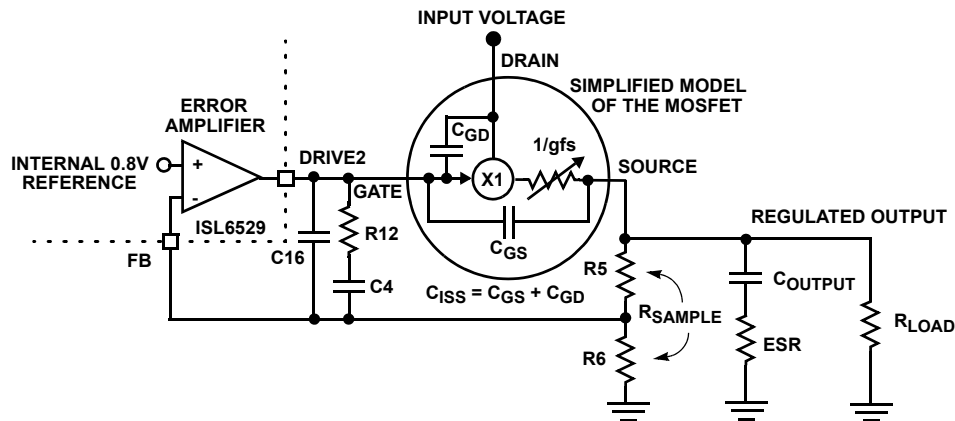 INPUT VOLTAGE
DRAIN
SIMPLIFIED MODEL
OF THE MOSFET
ERROR
AMPLIFIER
CGD
1/gfs
INTERNAL 0.8V
REFERENCE
+
-
DRIVE2
GATE
X1
SOURCE
ISL6529
FB
C16
R12
C4
CGS
CISS = CGS + CGD
REGULATED OUTPUT
R5
RSAMPLE
R6
COUTPUT
ESR
RLOAD